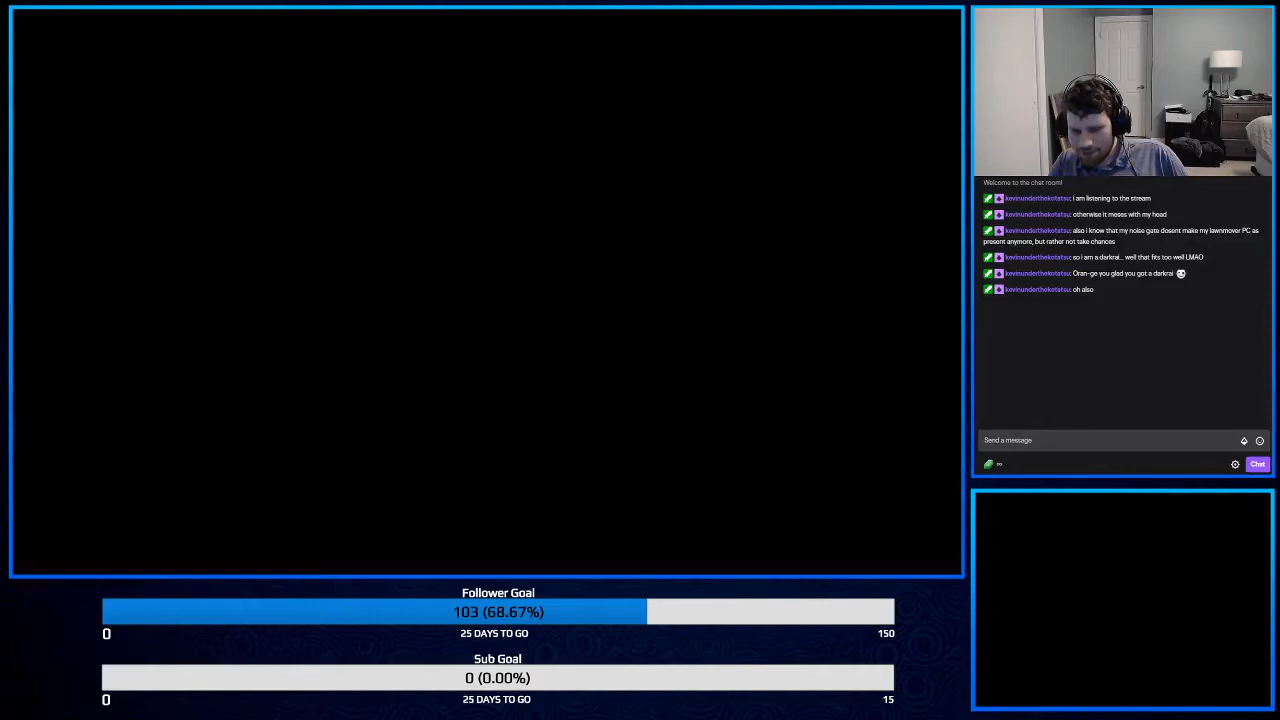 Welcome to the chat room!
kevinunderthekotatsu: i am listening to the stream
kevinunderthekotatsu: otherwise it meses with my head
kevinunderthekotatsu: also i know that my noise gate dosent make my lawnmover PC as
present anymore, but rather not take chances
kevinunderthekotatsu: so i am a darkrai... well that fits too well LMAO
kevinunderthekotatsu: Oran-ge you glad you got a darkrai
kevinunderthekotatsu: oh also
Send a message
∞
Chat
Follower Goal
103 (68.67%)
0
25 DAYS TO GO
150
Sub Goal
0 (0.00%)
0
25 DAYS TO GO
15